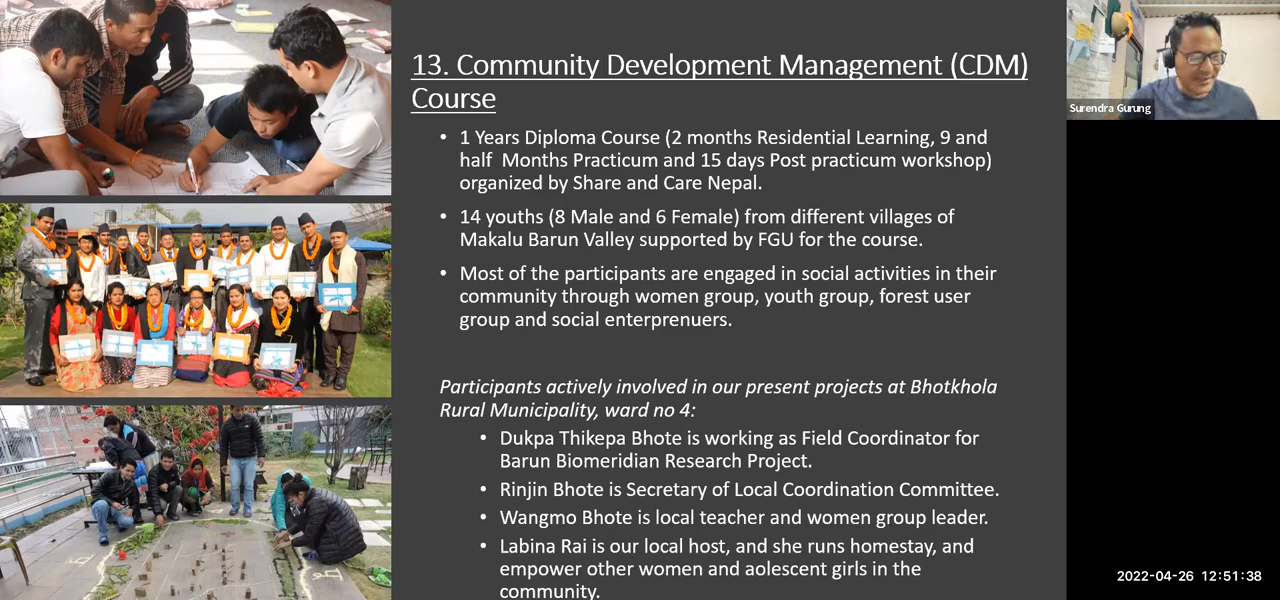 13. Community Development Management (CDM)
Course
• 1 Years Diploma Course (2 months Residential Learning, 9 and
half Months Practicum and 15 days Post practicum workshop)
organized by Share and Care Nepal.
• 14 youths (8 Male and 6 Female) from different villages of
Makalu Barun Valley supported by FGU for the course.
• Most of the participants are engaged in social activities in their
community through women group, youth group, forest user
group and social enterprenuers.
Participants actively involved in our present projects at Bhotkhola
Rural Municipality, ward no 4:
• Dukpa Thikepa Bhote is working as Field Coordinator for
Barun Biomeridian Research Project.
• Rinjin Bhote is Secretary of Local Coordination Committee.
• Wangmo Bhote is local teacher and women group leader.
• Labina Rai is our local host, and she runs homestay, and
empower other women and aolescent girls in the
community.
Surendra Gurung
2022-04-26 12:51:38